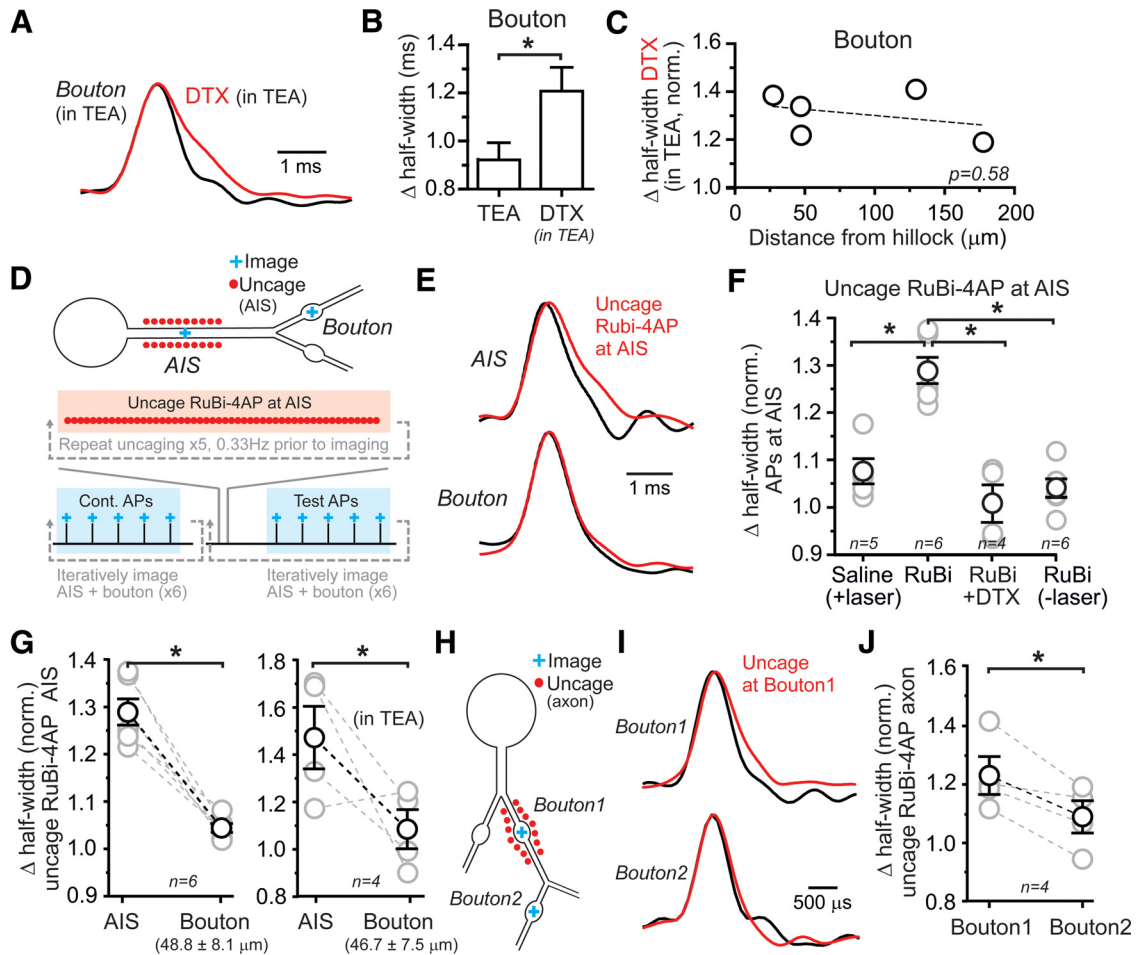 A
Bouton
(in TEA)
DTX (in TEA)
1 ms
B
Bouton
*
Δ half-width (ms)
1.4
1.2
1.0
0.8
TEA
DTX
(in TEA)
C
Bouton
Δ half-width DTX
(in TEA, norm.)
1.6
1.4
1.2
1.0
p=0.58
0
50
100
150
200
Distance from hillock (μm)
D
Image
Uncage
(AIS)
Bouton
AIS
Uncage RuBi-4AP at AIS
Repeat uncaging x5, 0.33Hz prior to imaging
Cont. APs
Test APs
Iteratively image
AIS + bouton (x6)
Iteratively image
AIS + bouton (x6)
E
Uncage
Rubi-4AP
at AIS
AIS
1 ms
Bouton
F
Uncage RuBi-4AP at AIS
*
*
*
Δ half-width (norm)
APs at AIS
1.4
1.3
1.2
1.1
1.0
0.9
n=5
n=6
n=4
n=6
Saline
(+laser)
RuBi
RuBi
+DTX
RuBi
(-laser)
G
Δ half-width (norm.)
uncage RuBi-4AP AIS
1.4
1.3
1.2
1.1
1.0
0.9
*
n=6
AIS
Bouton
(48.8 ± 8.1 μm)
1.8
1.6
1.4
1.2
1.0
0.8
*
(in TEA)
n=4
AIS
Bouton
(46.7 ± 7.5 μm)
H
Image
Uncage
(axon)
Bouton1
Bouton2
I
Uncage
at Bouton1
Bouton1
Bouton2
500 μs
J
Δ half-width (norm.)
uncage RuBi-4AP axon
1.6
1.4
1.2
1.0
0.8
*
n=4
Bouton1
Bouton2